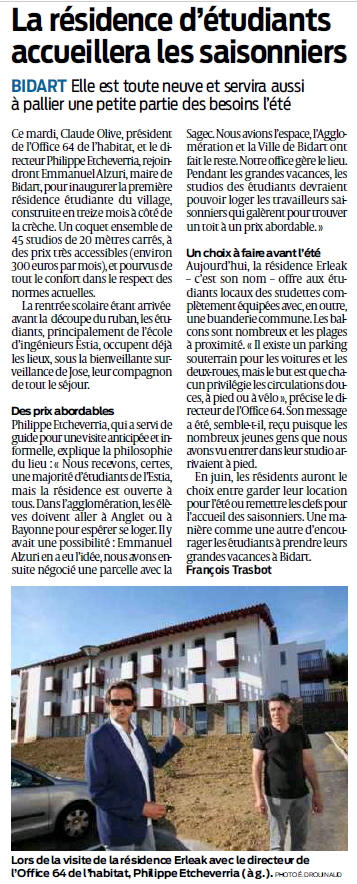 La résidence d’étudiants
accueillera les saisonniers
BIDART Elle est toute neuve et servira aussi
à pallier une petite partie des besoins l’été
Ce mardi, Claude Olive, président
de l’Office 64 de l’habitat, et le di-
recteur Philippe Etcheverria, rejoin-
dront Emmanuel Alzuri, maire de
Bidart, pour inaugurer la première
résidence étudiante du village,
construite en treize mois à côté de la
crèche. Un coquet ensemble de
45 studios de 20 mètres carrés, à
des prix très accessibles (environ
300 euros par mois), et pourvus de
tout le confort dans le respect des
normes actuelles.
La rentrée scolaire étant arrivée
avant la découpe du ruban, les étu-
diants, principalement de l’école
d’ingénieurs Estia, occupent déjà
les lieux, sous la bienveillante sur-
veillance de Jose, leur compagnon
de tout le séjour.
Des prix abordables
Philippe Etcheverria, qui a servi de
guide pour une visite anticipée et in-
formelle, explique la philosophie
du lieu : « Nous recevons, certes,
une majorité d’étudiants de l’Estia,
mais la résidence est ouverte à
tous. Dans l’agglomération, les élè-
ves doivent aller à Anglet ou à
Bayonne pour espérer se loger. Il y
avait une possibilité : Emmanuel
Alzuri en a eu l’idée, nous avons en-
suite négocié une parcelle avec la
Sagec. Nous avions l’espace, l’Agglo-
mération et la Ville de Bidart ont
fait le reste. Notre office gère le lieu.
Pendant les grandes vacances, les
studios des étudiants devraient
pouvoir loger les travailleurs sai-
sonniers qui galèrent pour trouver
un toit à un prix abordable. »
Un choix à faire avant l’été
Aujourd’hui, la résidence Erleak
– c’est son nom – offre aux étu-
diants locaux des studettes com-
plètement équipées avec, en outre,
une buanderie commune. Les bal-
cons sont nombreux et les plages
à proximité. « Il existe un parking
souterrain pour les voitures et les
deux-roues, mais le but est que cha-
cun privilégie les circulations dou-
ces, à pied ou à vélo », précise le di-
recteur de l’Office 64. Son message
a été, semble-t-il, reçu puisque les
nombreux jeunes gens que nous
avons vu entrer dans leur studio ar-
rivaient à pied.
En juin, les résidents auront le
choix entre garder leur location
pour l’été ou remettre les clefs pour
l’accueil des saisonniers. Une ma-
nière comme une autre d’encou-
rager les étudiants à prendre leurs
grandes vacances à Bidart.
François Trasbot
Lors de la visite de la résidence Erleak avec le directeur de
l’Office 64 de l’habitat, Philippe Etcheverria (à g.). PHOTO É. DROUINAUD